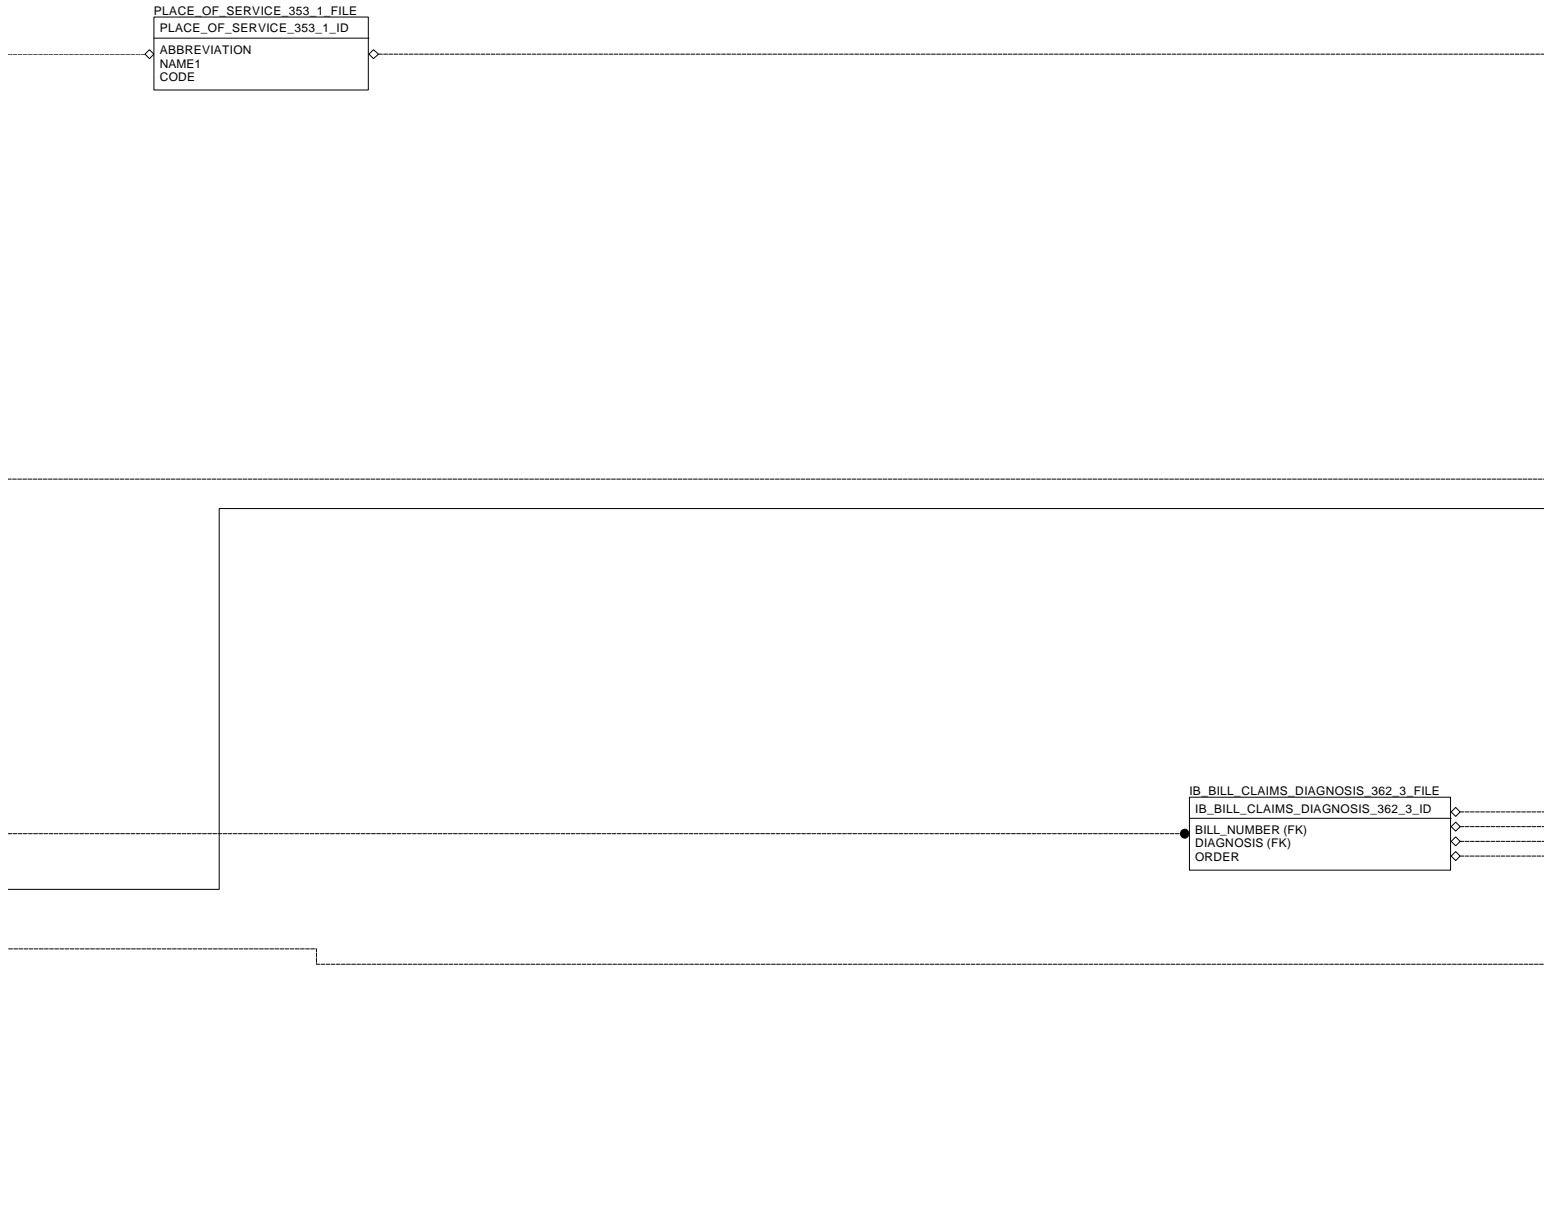 PLACE_OF_SERVICE_353_1_FILE
PLACE_OF_SERVICE_353_1_ID
ABBREVIATION
NAME1
CODE
IB_BILL_CLAIMS_DIAGNOSIS_362_3_FILE
IB_BILL_CLAIMS_DIAGNOSIS_362_3_ID
BILL_NUMBER (FK)
DIAGNOSIS (FK)
ORDER